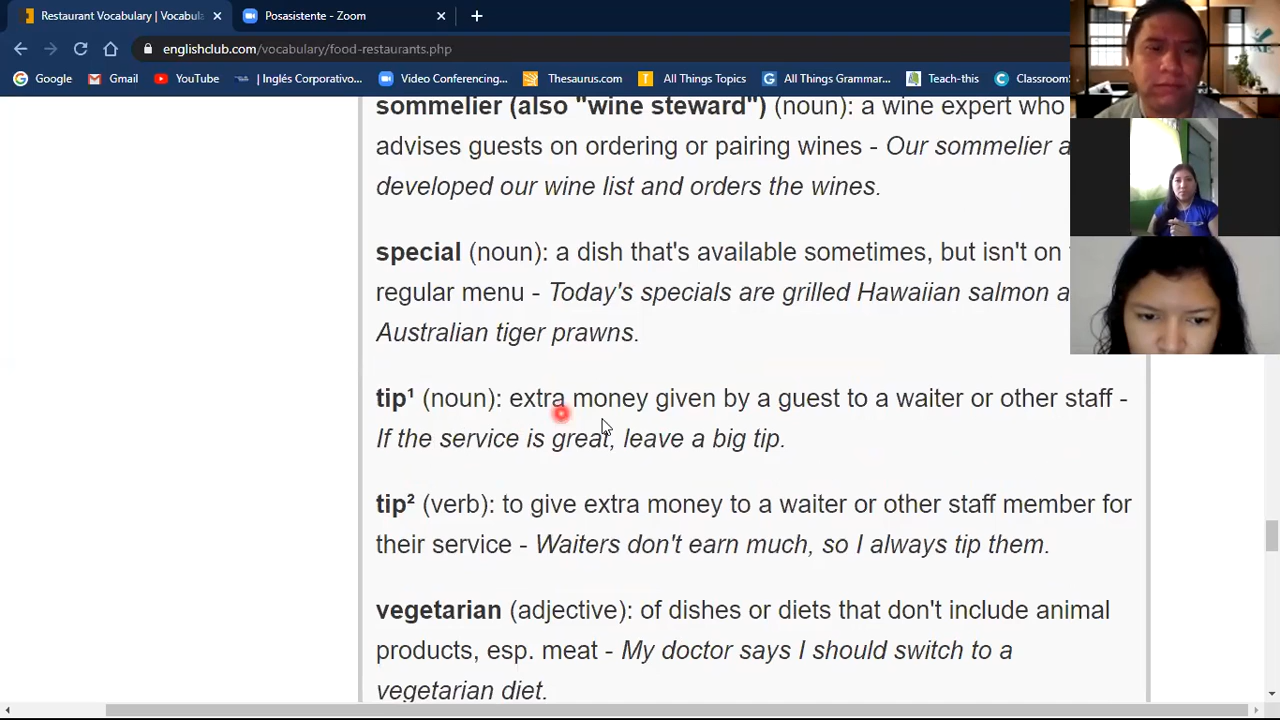 Restaurant Vocabulary | Vocabula
Posasistente - Zoom
englishclub.com/vocabulary/food-restaurants.php
Google
Gmail
YouTube
| Inglés Corporativo...
Video Conferencing...
Thesaurus.com
All Things Topics
All Things Grammar...
Teach-this
ClassroomS
sommelier (also "wine steward") (noun): a wine expert who
advises guests on ordering or pairing wines - Our sommelier a
developed our wine list and orders the wines.
special (noun): a dish that's available sometimes, but isn't on
regular menu - Today's specials are grilled Hawaiian salmon a
Australian tiger prawns.
tip¹ (noun): extra money given by a guest to a waiter or other staff -
If the service is great, leave a big tip.
tip² (verb): to give extra money to a waiter or other staff member for
their service - Waiters don't earn much, so I always tip them.
vegetarian (adjective): of dishes or diets that don't include animal
products, esp. meat - My doctor says I should switch to a
vegetarian diet.